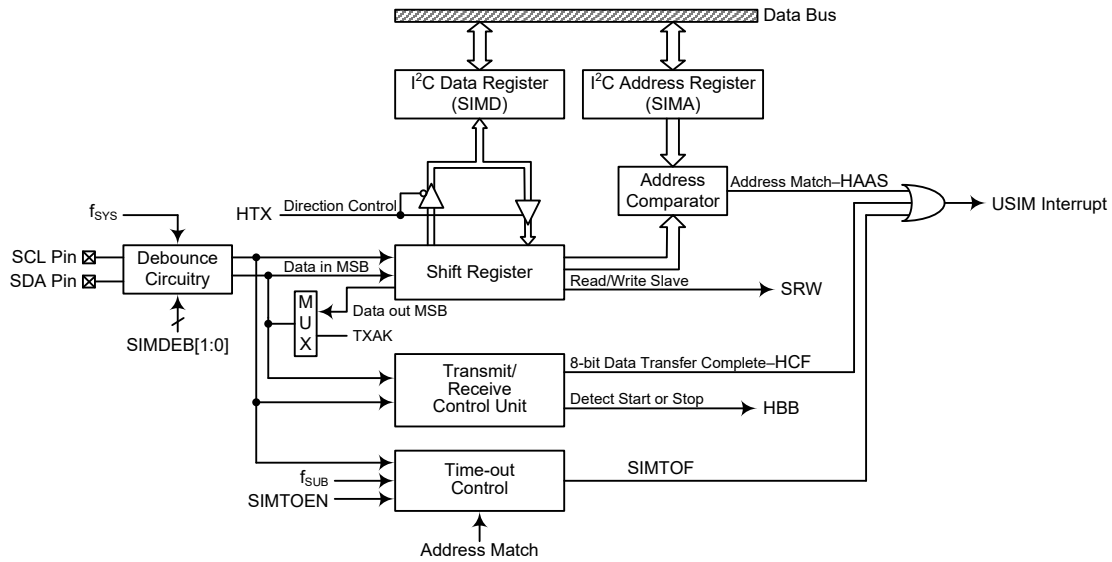 Data Bus
I²C Data Register
(SIMD)
I²C Address Register
(SIMA)
Address
Comparator
Address Match–HAAS
USIM Interrupt
HTX
Direction Control
fSYS
SCL Pin
SDA Pin
Debounce
Circuitry
SIMDEB[1:0]
Data in MSB
Shift Register
Read/Write Slave
SRW
M
U
X
Data out MSB
TXAK
Transmit/
Receive
Control Unit
8-bit Data Transfer Complete–HCF
Detect Start or Stop
HBB
fSUB
SIMTOEN
Time-out
Control
SIMTOF
Address Match